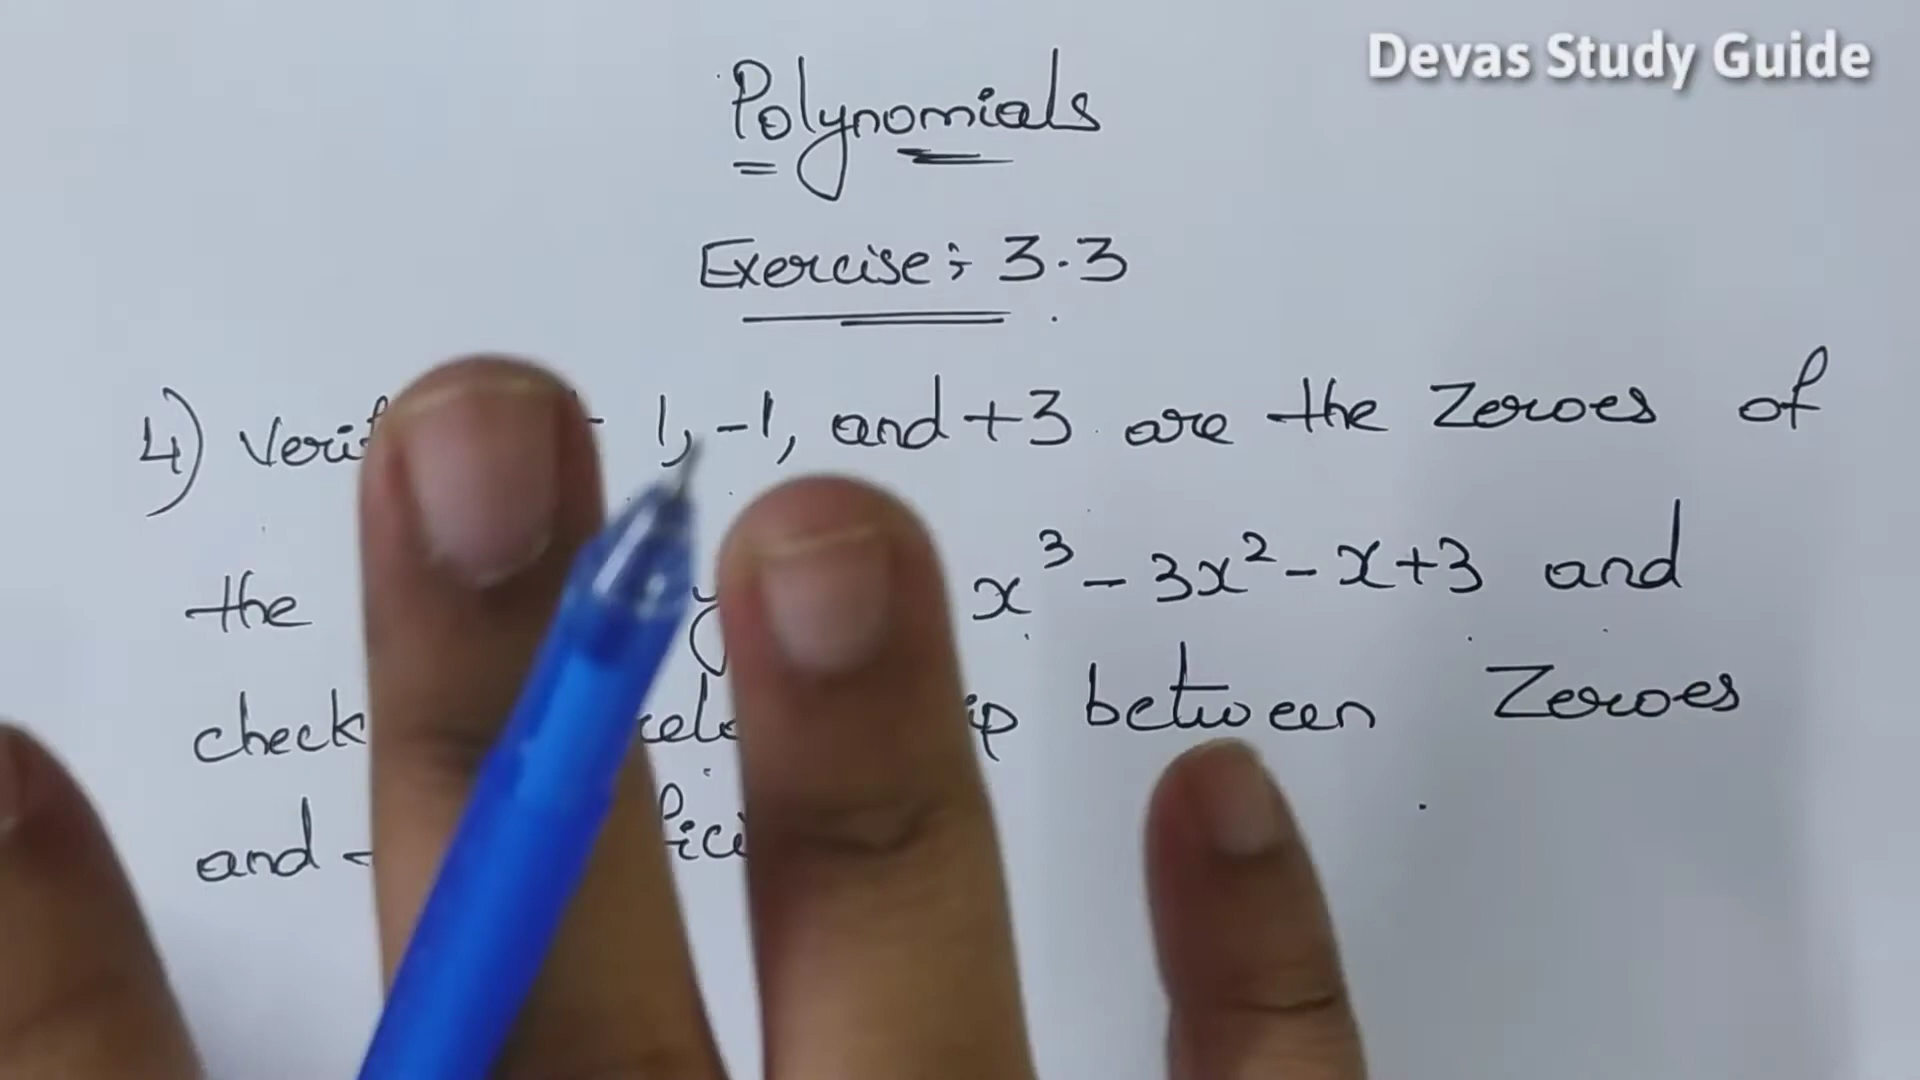 Devas Study Guide
Polynomials
Exercise: 3.3
4) 1, -1, and +3 are the Zeroes of
the x³ - 3x² - x + 3 and
check between Zeroes
and